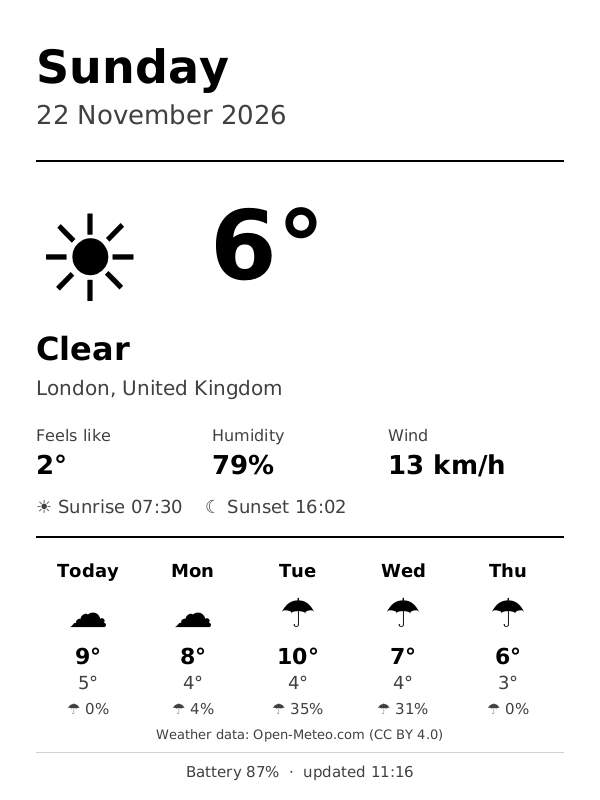 Sunday
22 November 2026
6°
Clear
London, United Kingdom
Feels like Humidity Wind
2° 79% 13 km/h
☀ Sunrise 07:30 ☾ Sunset 16:02
Today Mon Tue Wed Thu
9° 8° 10° 7° 6°
5° 4° 4° 4° 3°
☂ 0% ☂ 4% ☂ 35% ☂ 31% ☂ 0%
Weather data: Open-Meteo.com (CC BY 4.0)
Battery 87% · updated 11:16